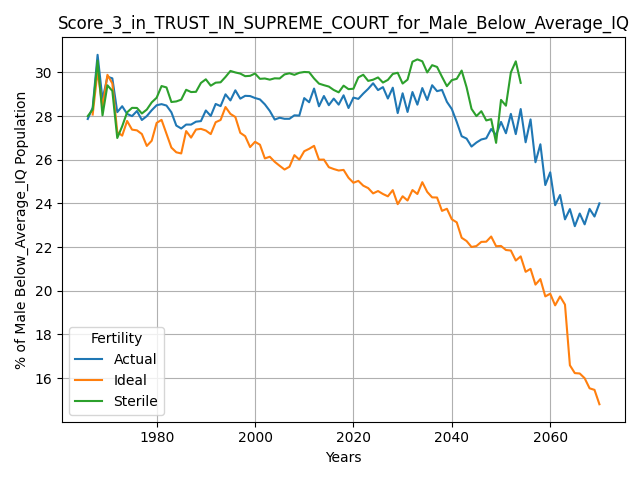 Score_3_in_TRUST_IN_SUPREME_COURT_for_Male_Below_Average_IQ
% of Male Below_Average_IQ Population
30
28
26
24
22
20
18
16
Fertility
Actual
Ideal
Sterile
1980
2000
2020
2040
2060
Years